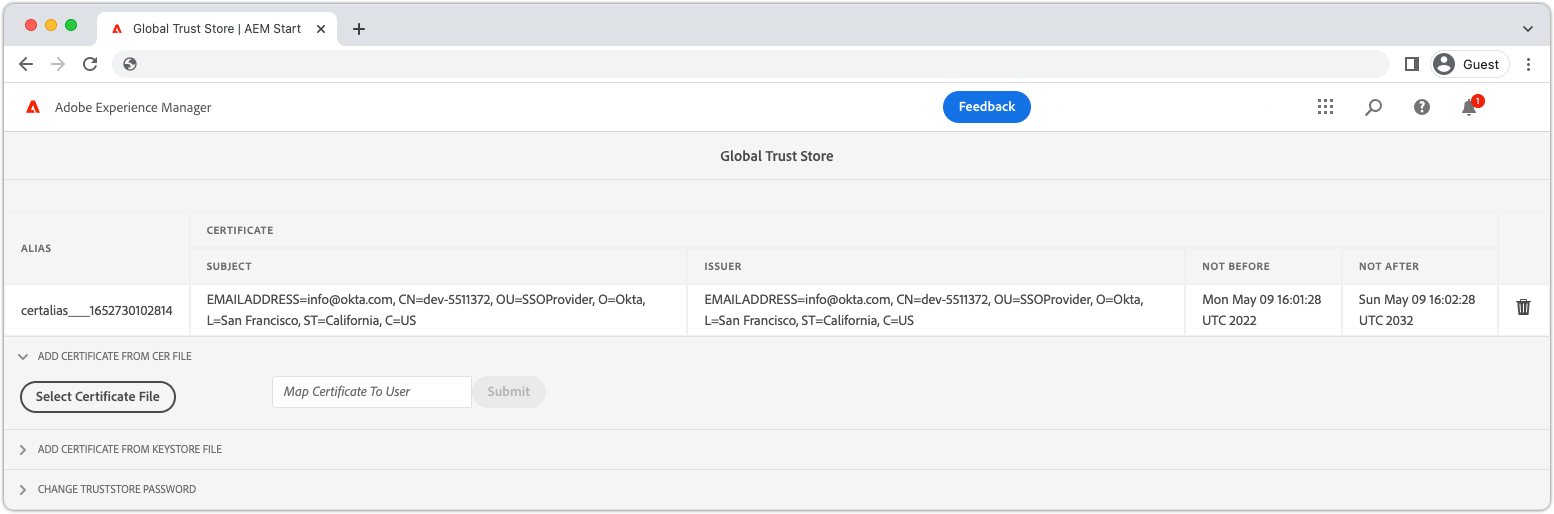 Global Trust Store | AEM Start
Guest
Adobe Experience Manager
Feedback
1
Global Trust Store
ALIAS
CERTIFICATE
SUBJECT
ISSUER
NOT BEFORE
NOT AFTER
certalias___1652730102814
EMAILADDRESS=info@okta.com, CN=dev-5511372, OU=SSOProvider, O=Okta,
L=San Francisco, ST=California, C=US
EMAILADDRESS=info@okta.com, CN=dev-5511372, OU=SSOProvider, O=Okta,
L=San Francisco, ST=California, C=US
Mon May 09 16:01:28
UTC 2022
Sun May 09 16:02:28
UTC 2032
ADD CERTIFICATE FROM CER FILE
Select Certificate File
Map Certificate To User
Submit
ADD CERTIFICATE FROM KEYSTORE FILE
CHANGE TRUSTSTORE PASSWORD